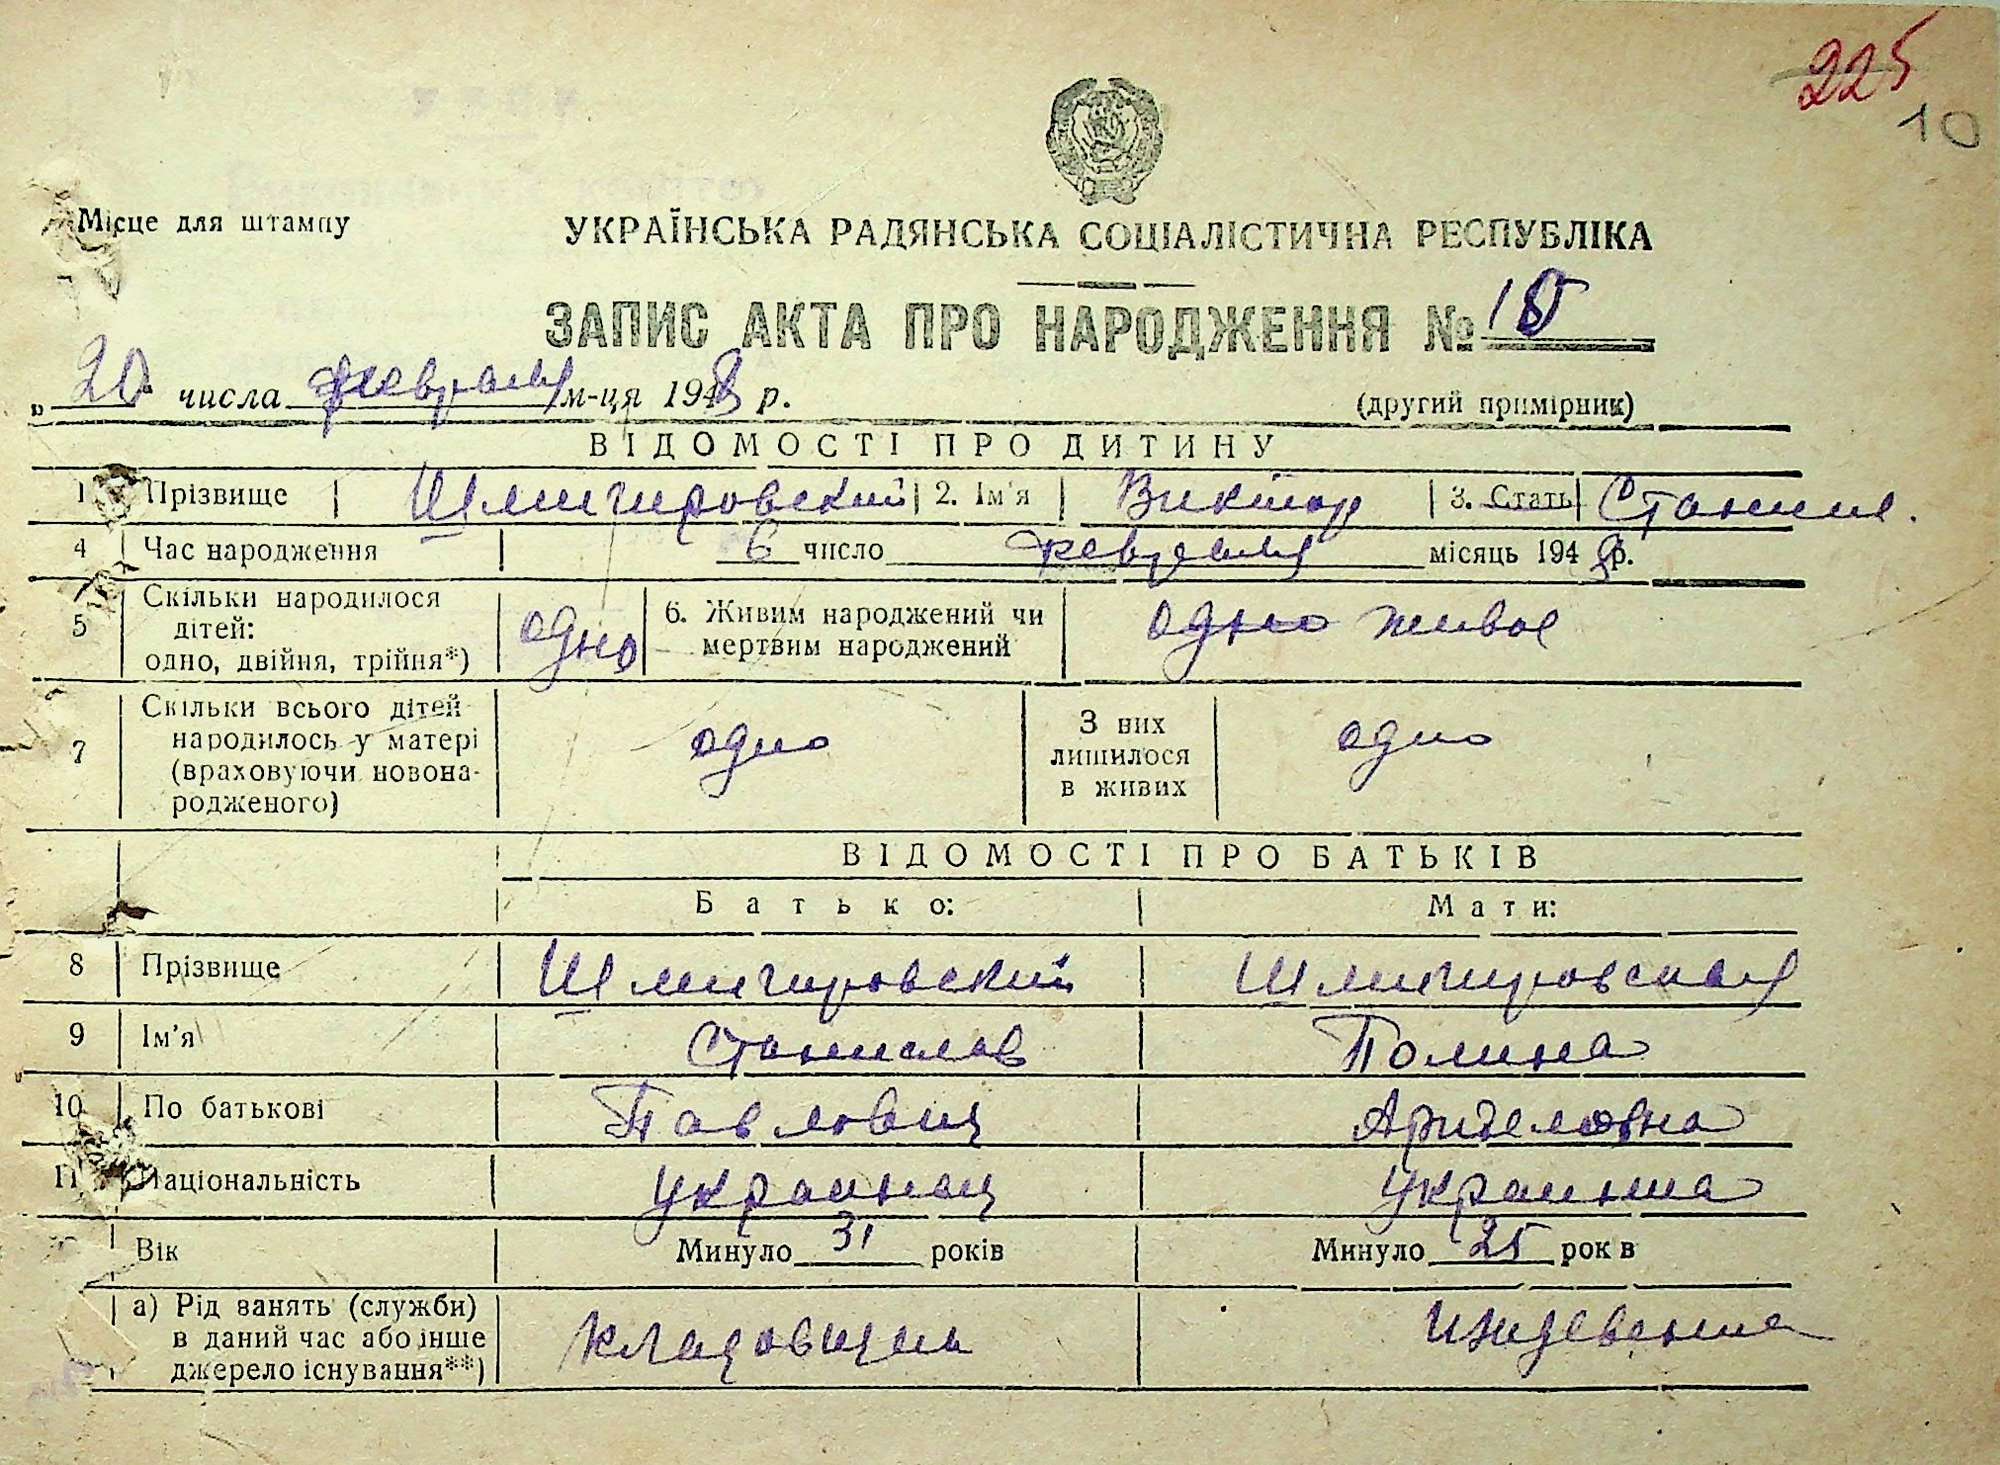 225
10
Місце для штампу
УКРАЇНСЬКА РАДЯНСЬКА СОЦІАЛІСТИЧНА РЕСПУБЛІКА
ЗАПИС АКТА ПРО НАРОДЖЕННЯ №
„20" числа февраля м-ця 1948 р.
(другий примірник)
ВІДОМОСТІ ПРО ДИТИНУ
1 Прізвище Шмигировский 2. Ім'я Виктор 3. Стать Станисл.
4 Час народження 6 число февраля місяць 1948 р.
5 Скільки народилося дітей: одно, двійня, трійня*) одно 6. Живим народжений чи мертвим народжений одно живое
7 Скільки всього дітей народилось у матері (враховуючи новонародженого) одно З них лишилося в живих одно
ВІДОМОСТІ ПРО БАТЬКІВ
Батько: Мати:
8 Прізвище Шмигировский Шмигировская
9 Ім'я Станислав Полина
10 По батькові Павлович
11 Національність украинец украинка
Вік Минуло 31 років Минуло 25 рок в
а) Рід занять (служби) в даний час або інше джерело існування**) кладовщик